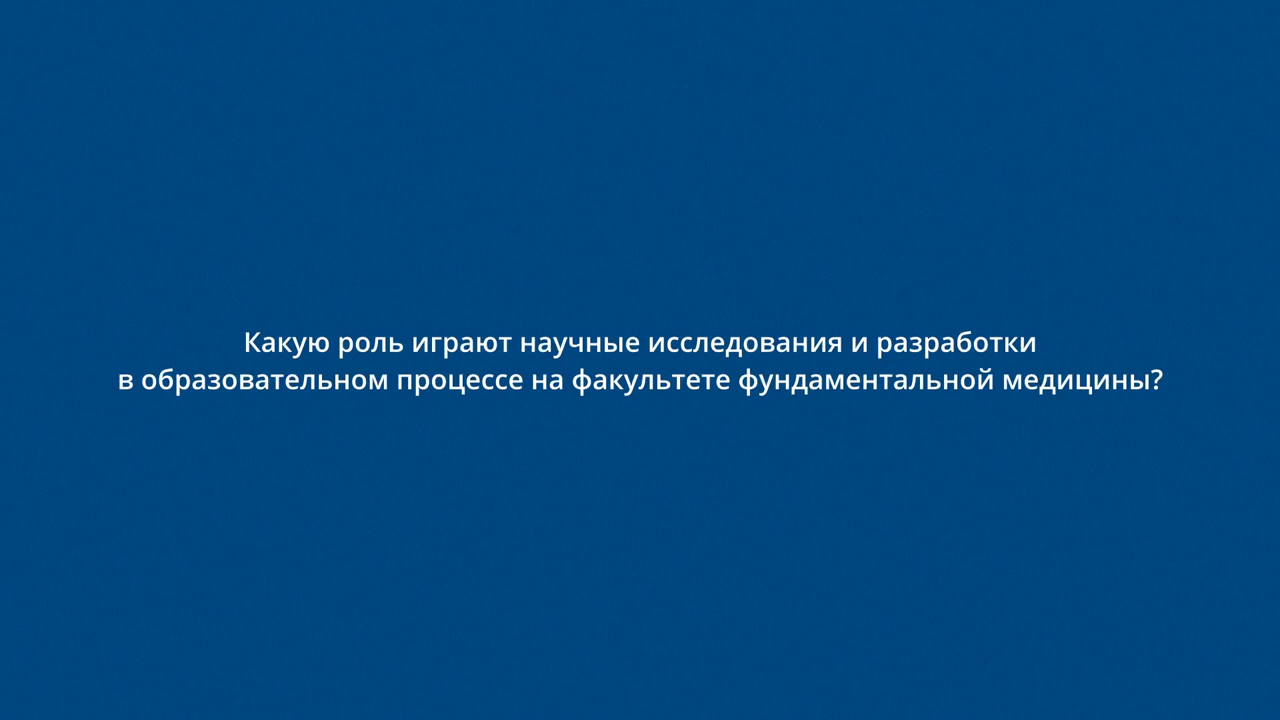 Какую роль играют научные исследования и разработки
в образовательном процессе на факультете фундаментальной медицины?